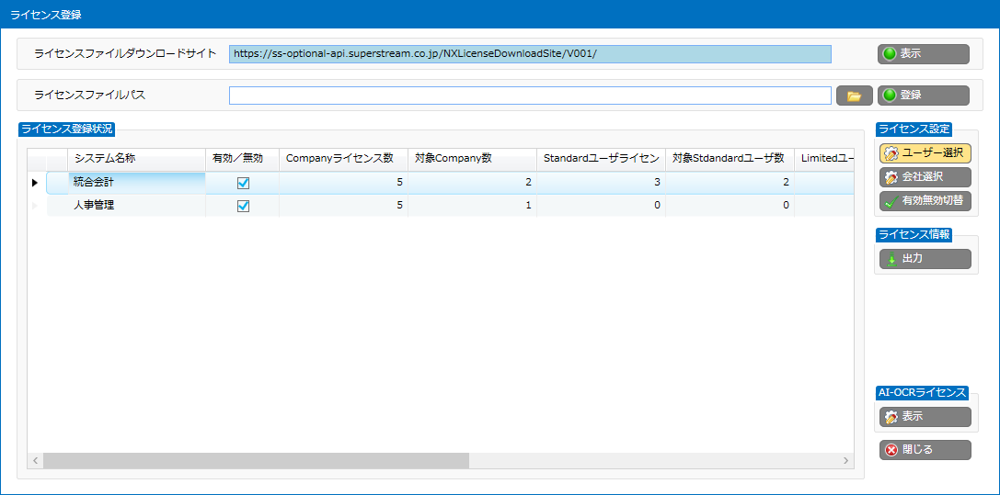 ライセンス登録
ライセンスファイルダウンロードサイト https://ss-optional-api.superstream.co.jp/NXLicenseDownloadSite/V001/ 表示
ライセンスファイルパス 登録
ライセンス登録状況
システム名称 有効／無効 Companyライセンス数 対象Company数 Standardユーザライセン 対象Stdandardユーザ数 Limitedユー
統合会計 5 2 3 2
人事管理 5 1 0 0
ライセンス設定
ユーザー選択
会社選択
有効無効切替
ライセンス情報
出力
AI-OCRライセンス
表示
閉じる